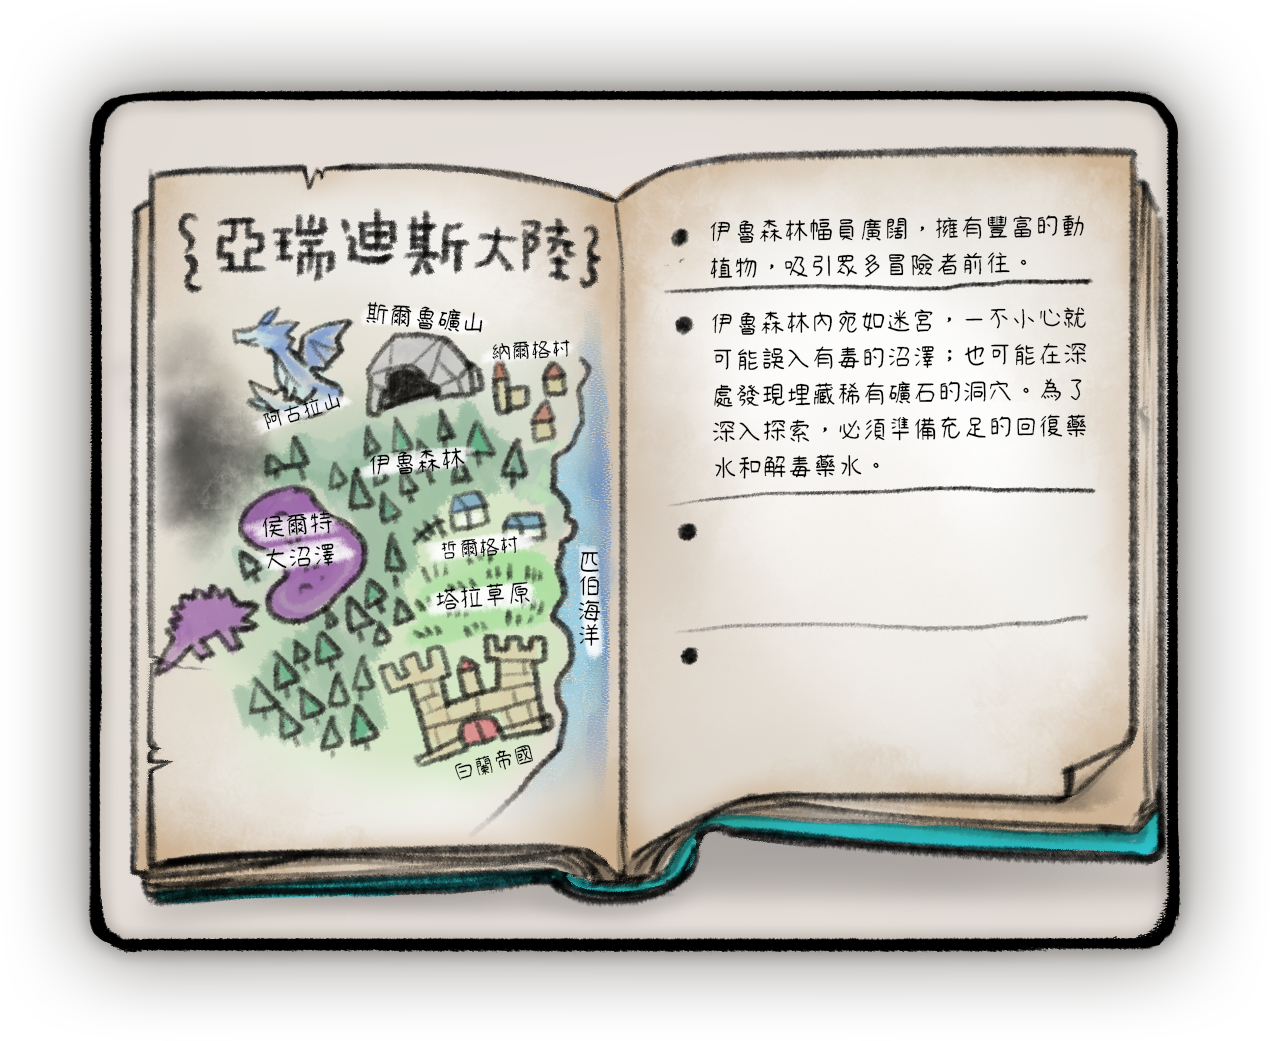 {亞瑞迪斯大陸}
斯爾魯礦山
納爾格村
阿古拉山
伊魯森林
侯爾特
大沼澤
哲爾格村
塔拉草原
匹伯海洋
白蘭帝國
伊魯森林幅員廣闊,擁有豐富的動
植物,吸引眾多冒險者前往。
伊魯森林內宛如迷宮,一不小心就
可能誤入有毒的沼澤;也可能在深
處發現埋藏稀有礦石的洞穴。為了
深入探索,必須準備充足的回復藥
水和解毒藥水。